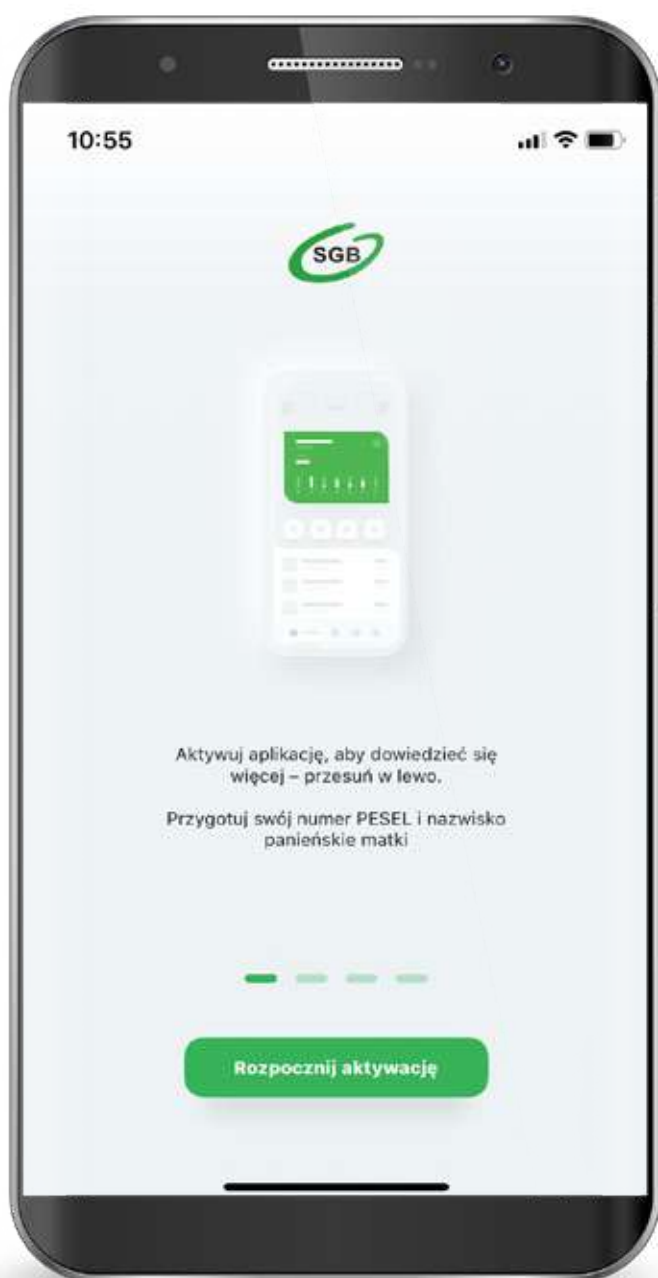 10:55
SGB
Aktywuj aplikację, aby dowiedzieć się
więcej – przesuń w lewo.
Przygotuj swój numer PESEL i nazwisko
panieńskie matki
Rozpocznij aktywację